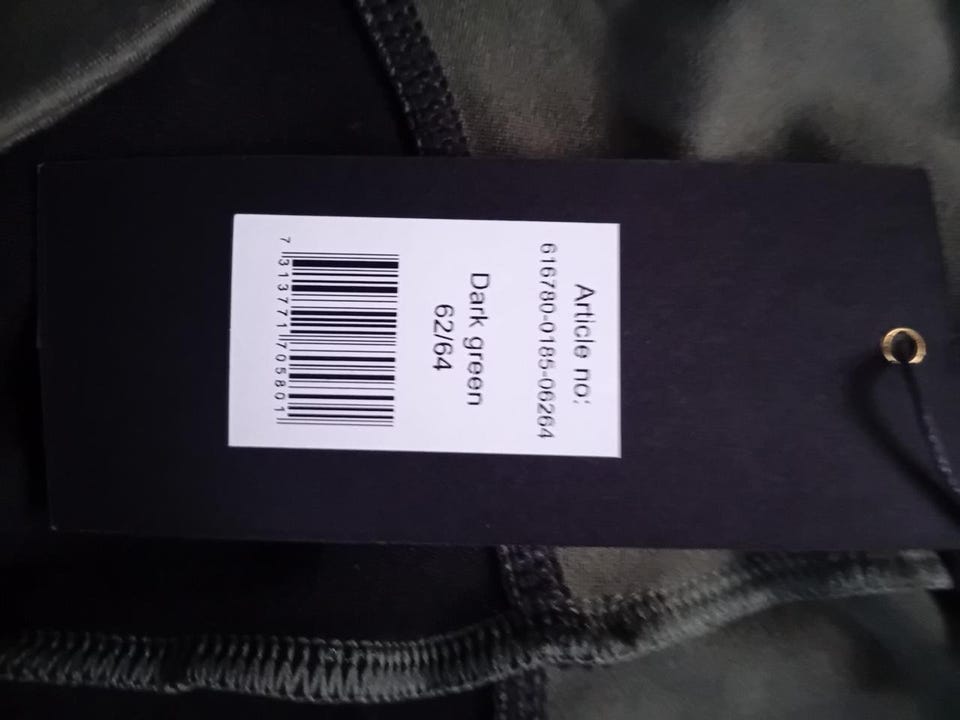 Article no:
616780-0185-06264
Dark green
62/64
7 313771 705801